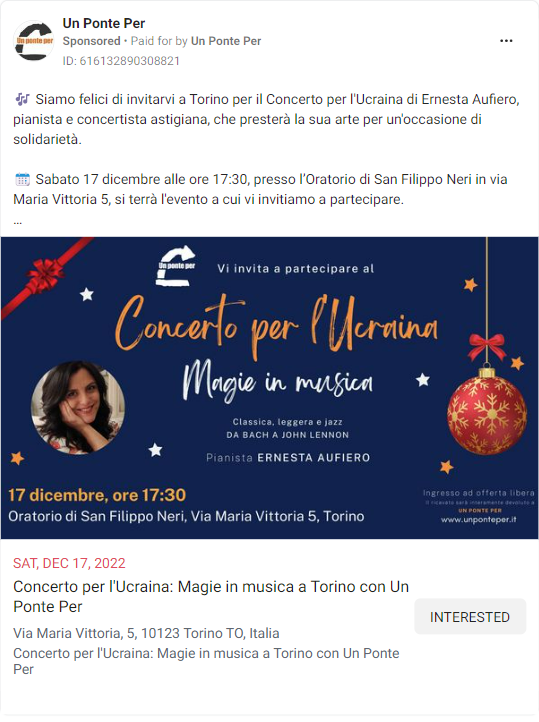 Un Ponte Per
Sponsored • Paid for by Un Ponte Per
ID: 616132890308821
🎶 Siamo felici di invitarvi a Torino per il Concerto per l'Ucraina di Ernesta Aufiero,
pianista e concertista astigiana, che presterà la sua arte per un'occasione di
solidarietà.
🗓️ Sabato 17 dicembre alle ore 17:30, presso l’Oratorio di San Filippo Neri in via
Maria Vittoria 5, si terrà l'evento a cui vi invitiamo a partecipare.
...
Un ponte per
Vi invita a partecipare al
Concerto per l'Ucraina
Magie in musica
Classica, leggera e jazz
DA BACH A JOHN LENNON
Pianista ERNESTA AUFIERO
17 dicembre, ore 17:30
Oratorio di San Filippo Neri, Via Maria Vittoria 5, Torino
Ingresso ad offerta libera
Il ricavato sarà interamente devoluto a
UN PONTE PER
www.unponteper.it
SAT, DEC 17, 2022
Concerto per l'Ucraina: Magie in musica a Torino con Un
Ponte Per
Via Maria Vittoria, 5, 10123 Torino TO, Italia
Concerto per l'Ucraina: Magie in musica a Torino con Un Ponte
Per
INTERESTED